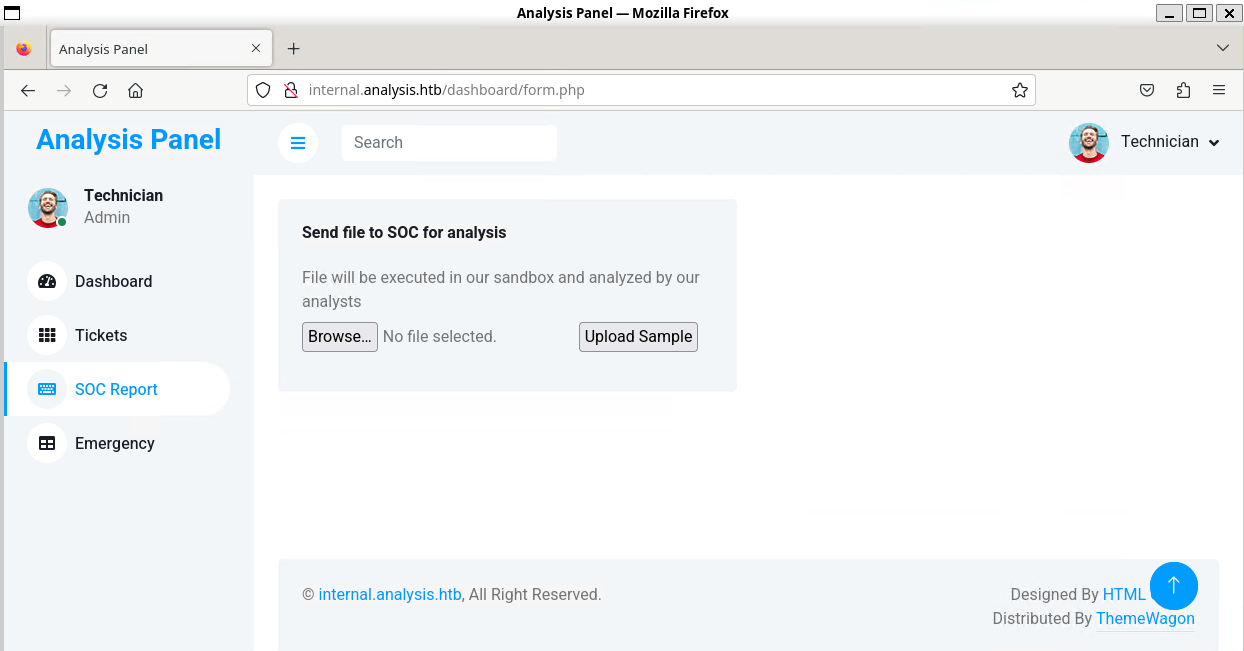 Analysis Panel — Mozilla Firefox
Analysis Panel
internal.analysis.htb/dashboard/form.php
Analysis Panel
Search
Technician
Technician
Admin
Dashboard
Tickets
SOC Report
Emergency
Send file to SOC for analysis
File will be executed in our sandbox and analyzed by our
analysts
Browse... No file selected. Upload Sample
© internal.analysis.htb, All Right Reserved.
Designed By HTML
Distributed By ThemeWagon